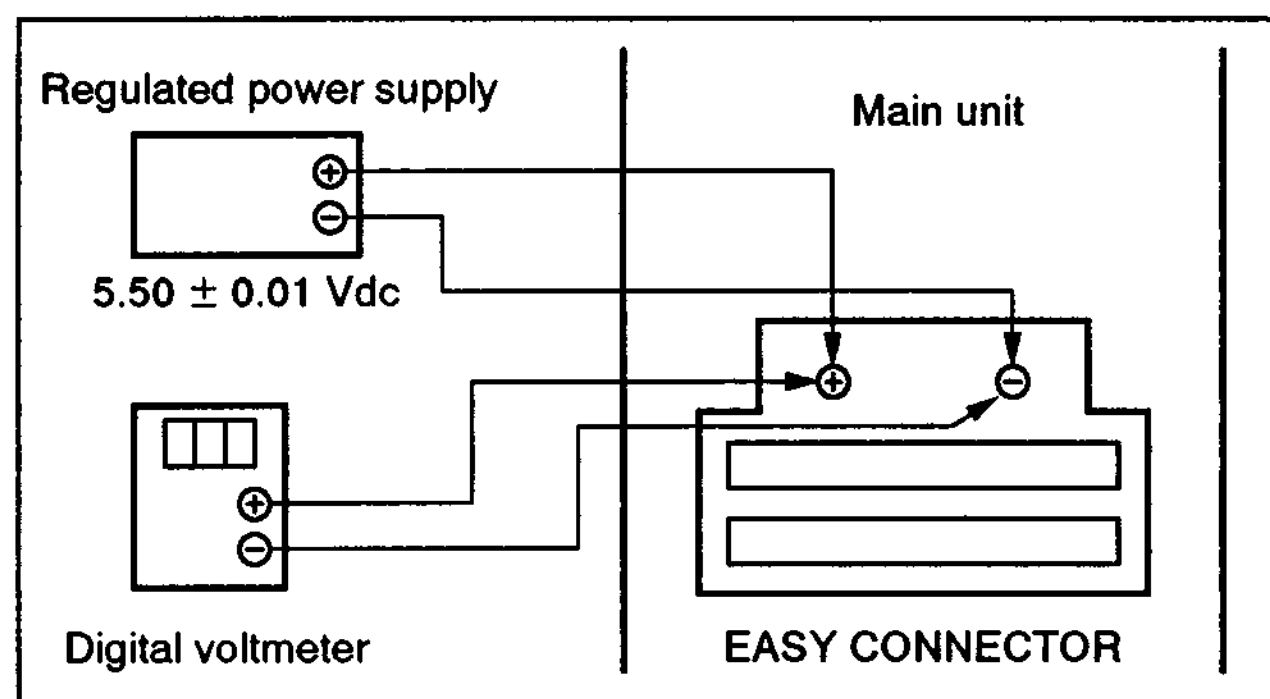 Regulated power supply
Main unit
⊕
⊖
5.50 ± 0.01 Vdc
⊕
⊖
⊕
⊖
Digital voltmeter
EASY CONNECTOR